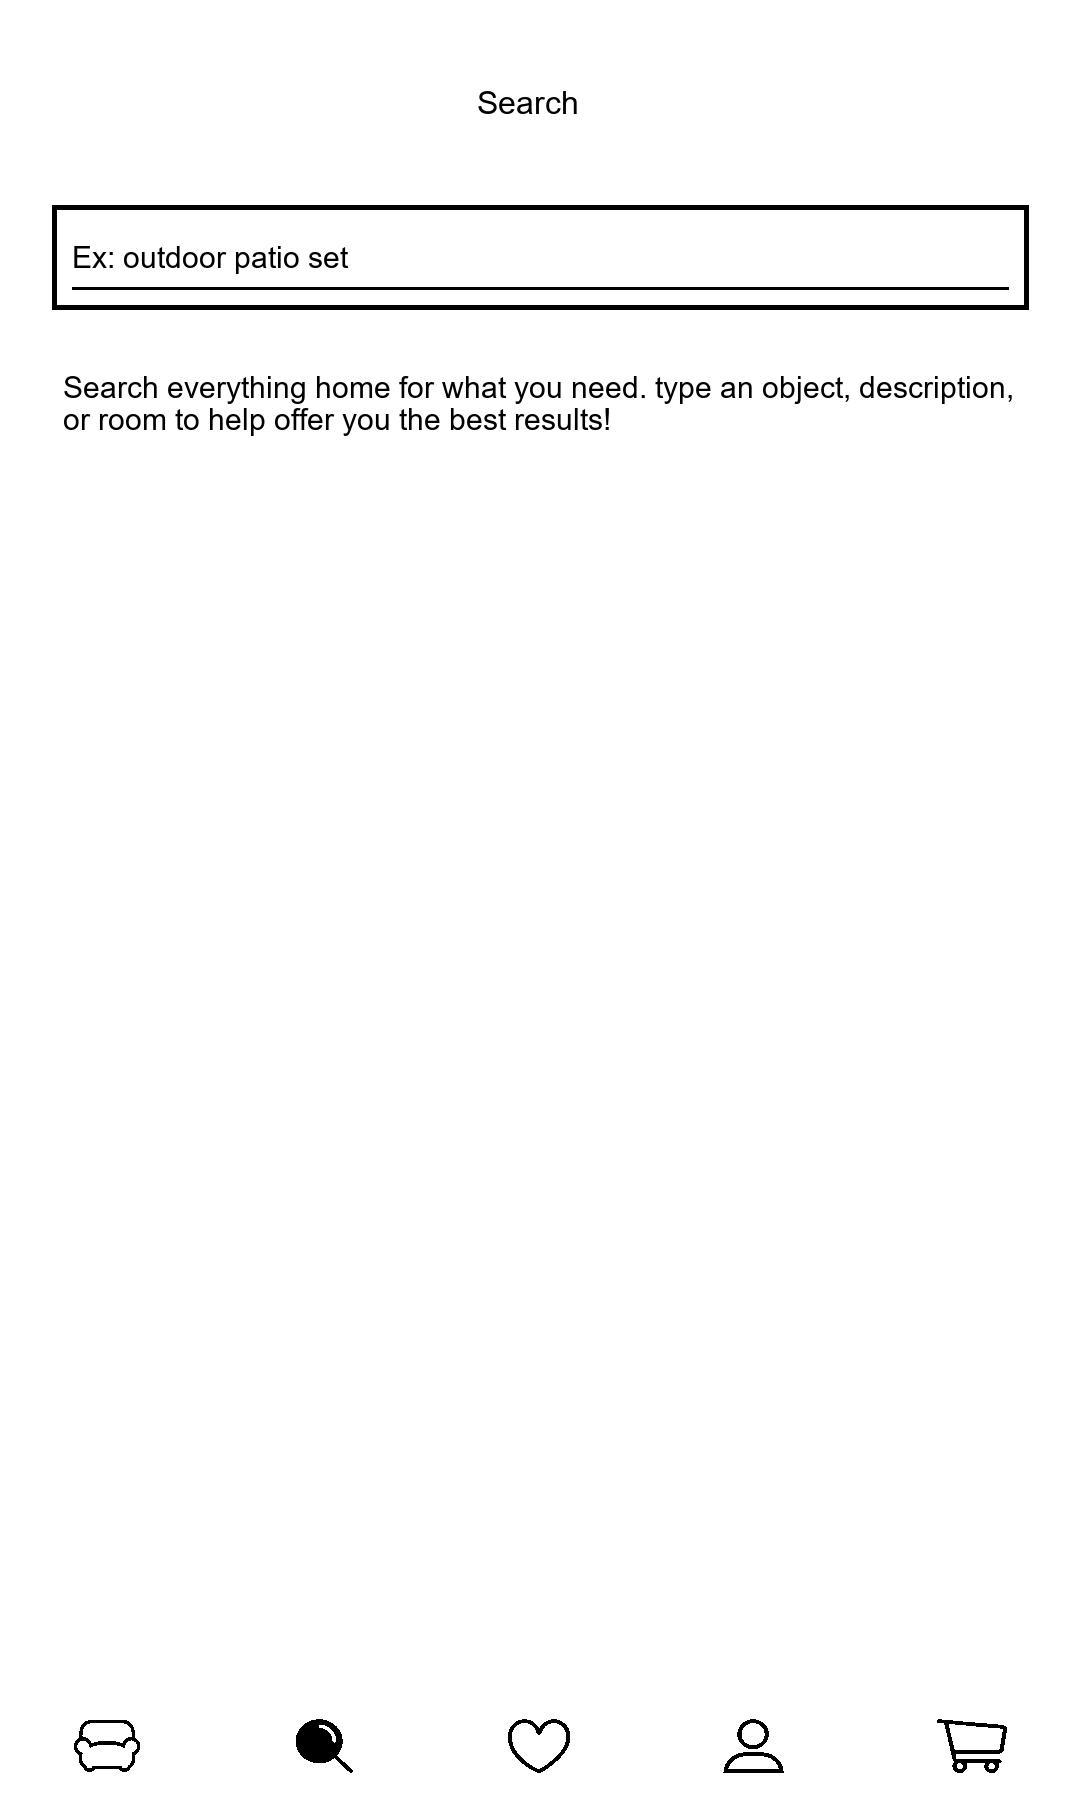 Search
Ex: outdoor patio set
Search everything home for what you need. type an object, description,
or room to help offer you the best results!